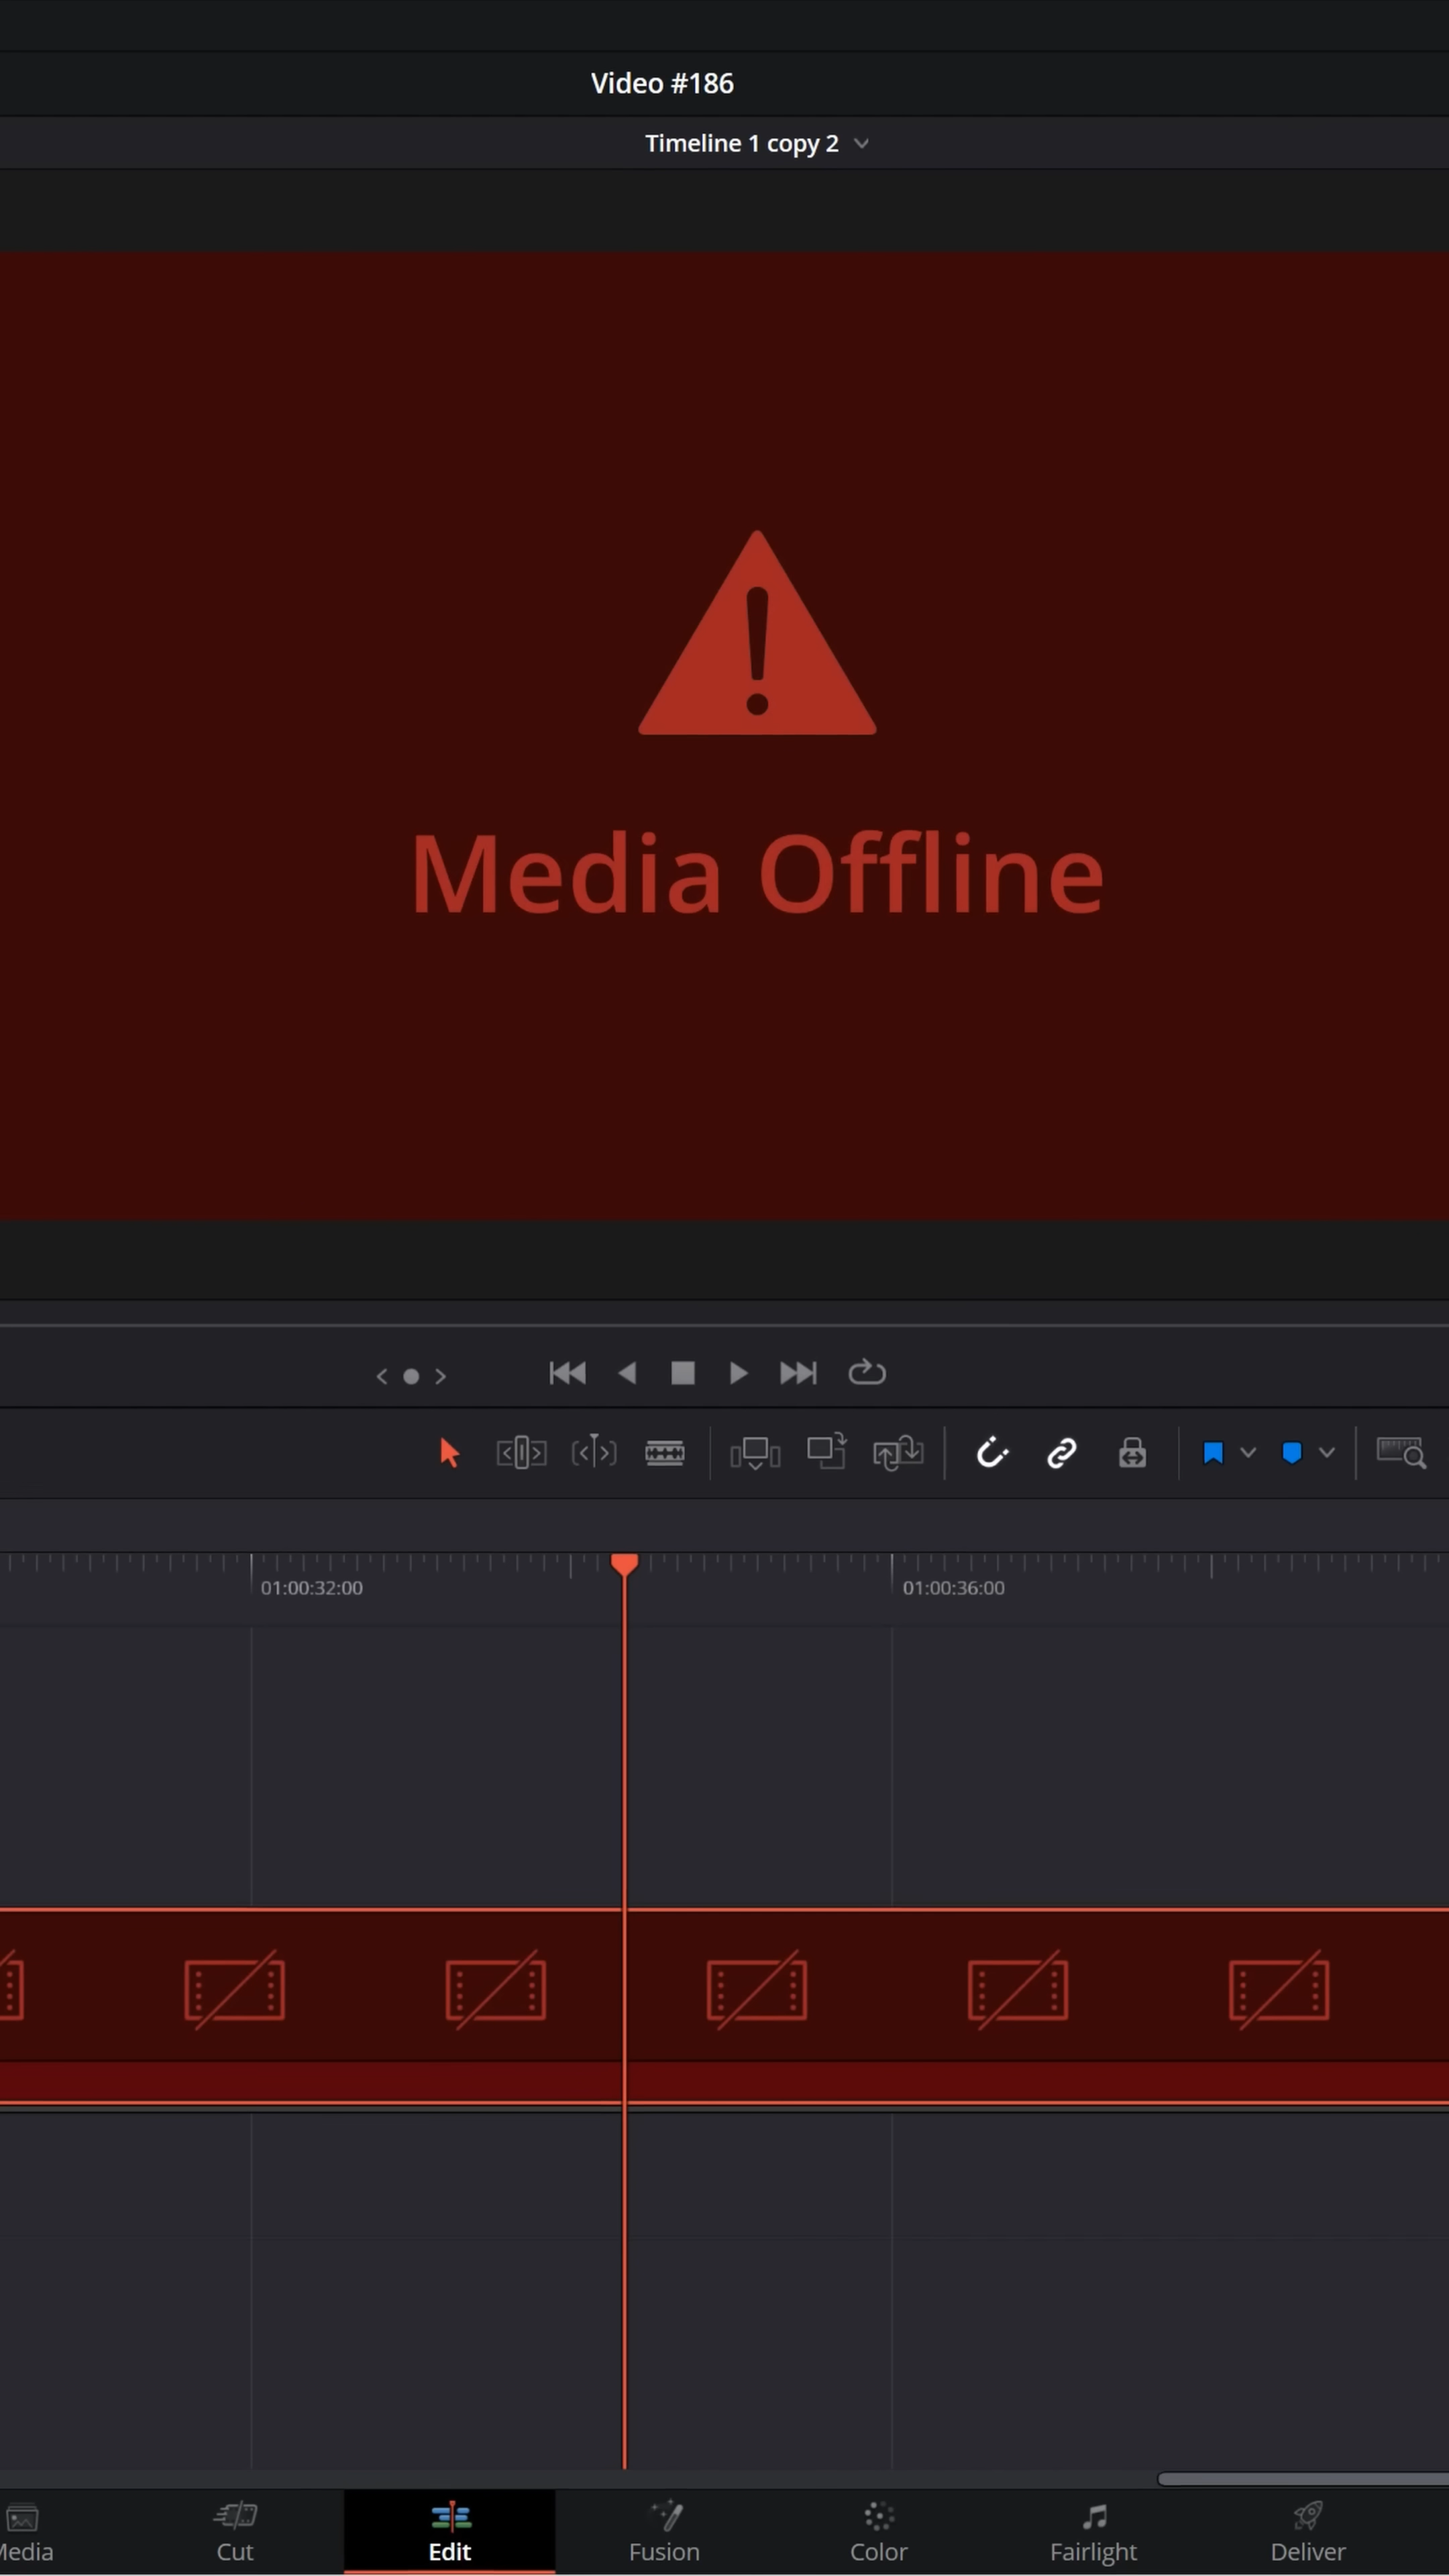 Video #186
Timeline 1 copy 2
Media Offline
01:00:32:00 01:00:36:00
Media Cut Edit Fusion Color Fairlight Deliver